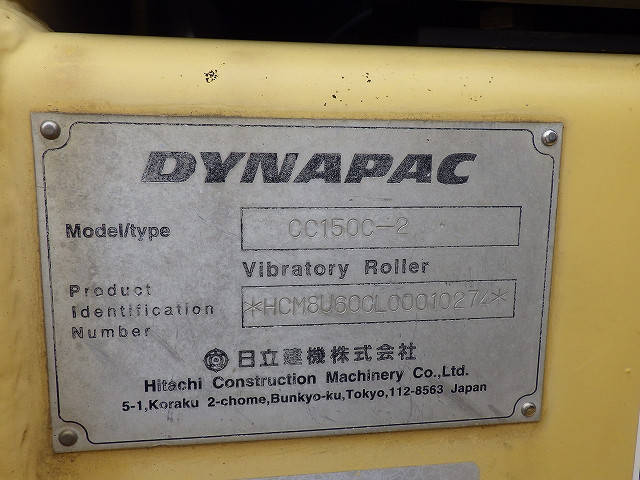 DYNAPAC
Model/type CC150C-2
Vibratory Roller
Product Identification Number *HCM8U60CL00010274*
日立建機株式会社
Hitachi Construction Machinery Co.,Ltd.
5-1,Koraku 2-chome,Bunkyo-ku,Tokyo,112-8563 Japan